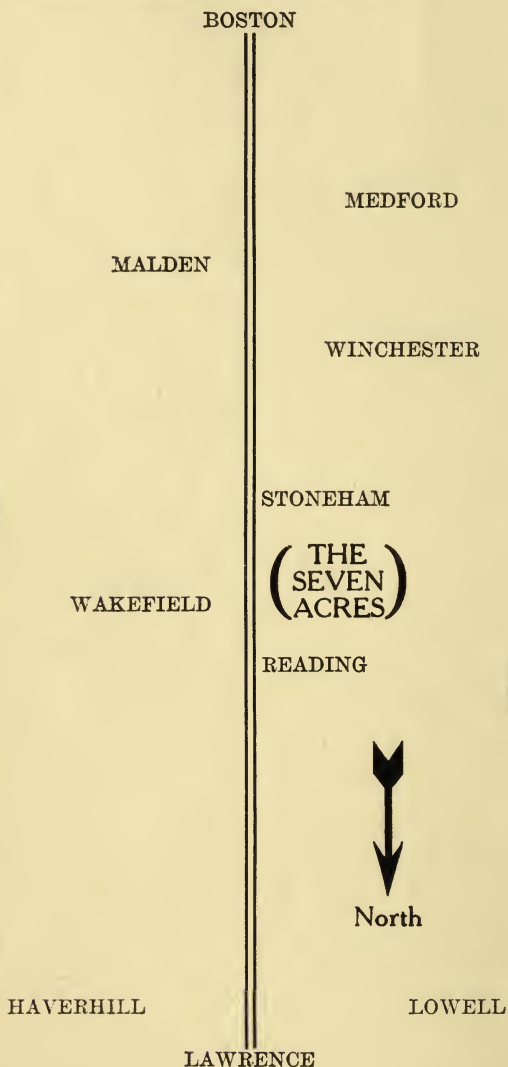 BOSTON
MEDFORD
MALDEN
WINCHESTER
STONEHAM
(THE
SEVEN
ACRES)
WAKEFIELD
READING
North
HAVERHILL
LOWELL
LAWRENCE